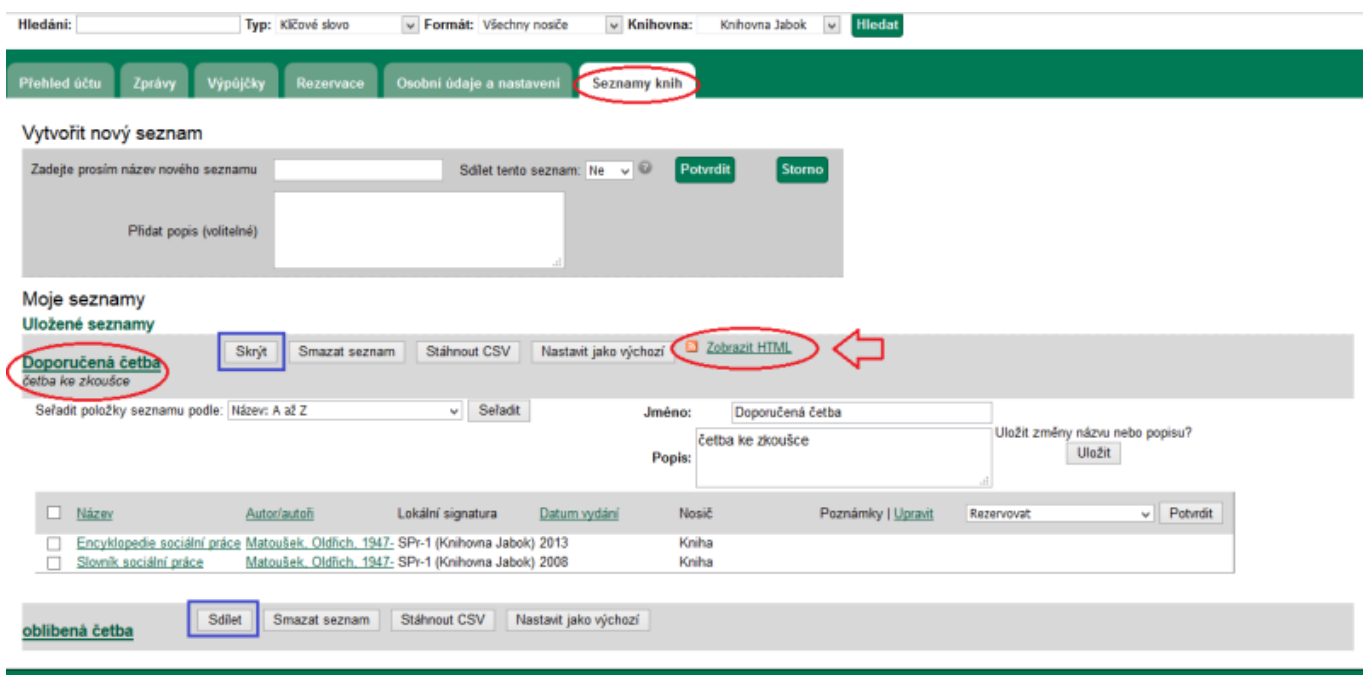 Hledání: Typ: Klíčové slovo Formát: Všechny nosiče Knihovna: Knihovna Jabok Hledat
Přehled účtu Zprávy Výpůjčky Rezervace Osobní údaje a nastavení Seznamy knih
Vytvořit nový seznam
Zadejte prosím název nového seznamu Sdílet tento seznam: Ne Potvrdit Storno
Přidat popis (volitelné)
Moje seznamy
Uložené seznamy
Doporučená četba Skrýt Smazat seznam Stáhnout CSV Nastavit jako výchozí Zobrazit HTML
četba ke zkoušce
Seřadit položky seznamu podle: Název: A až Z Seřadit Jméno: Doporučená četba
Popis: četba ke zkoušce Uložit změny názvu nebo popisu?
Uložit
Název Autor/autoři Lokální signatura Datum vydání Nosič Poznámky | Upravit Rezervovat Potvrdit
Encyklopedie sociální práce Matoušek, Oldřich, 1947- SPr-1 (Knihovna Jabok) 2013 Kniha
Slovník sociální práce Matoušek, Oldřich, 1947- SPr-1 (Knihovna Jabok) 2008 Kniha
oblíbená četba Sdílet Smazat seznam Stáhnout CSV Nastavit jako výchozí